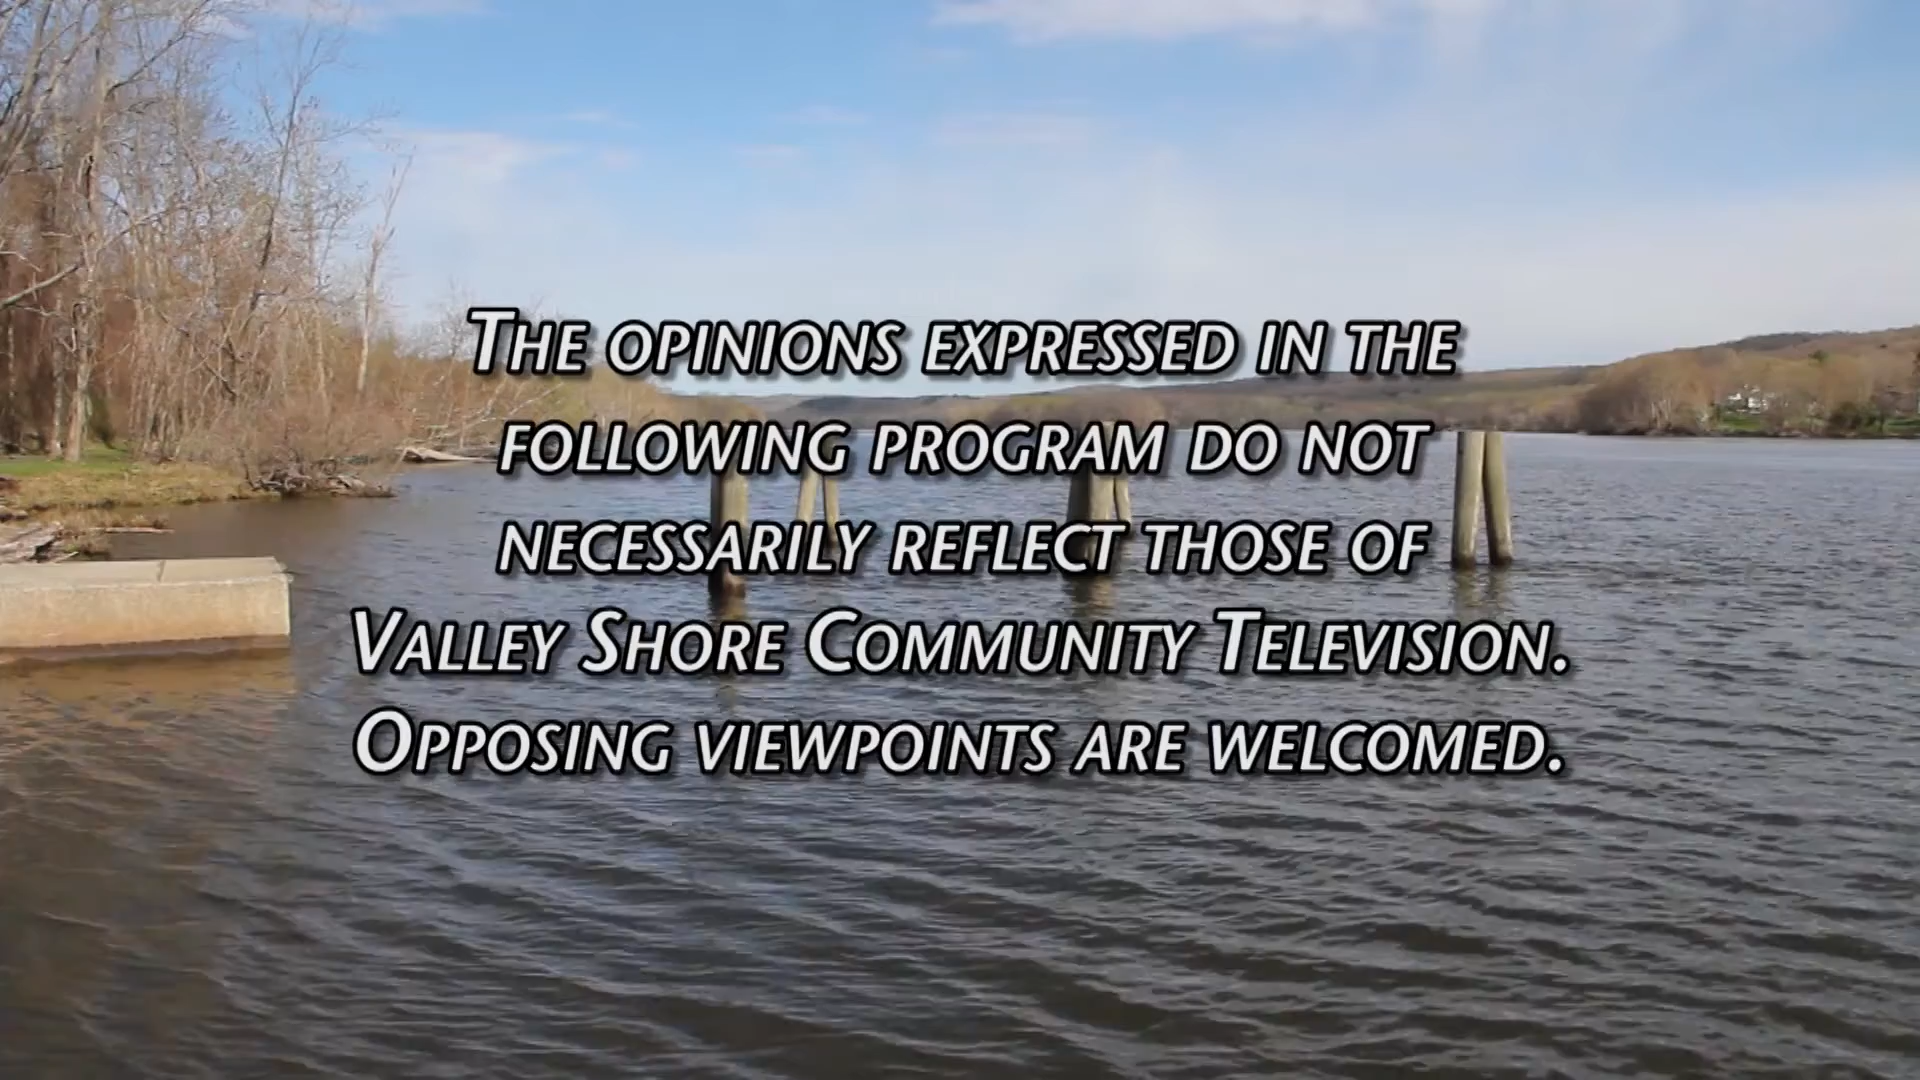 The opinions expressed in the
following program do not
necessarily reflect those of
Valley Shore Community Television.
Opposing viewpoints are welcomed.